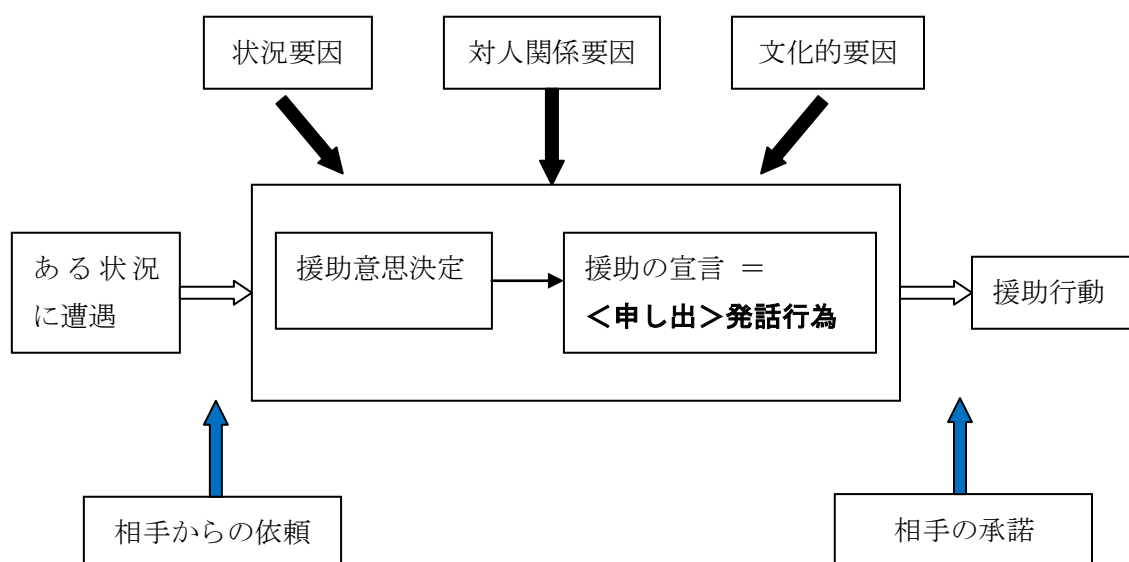 状況要因
対人関係要因
文化的要因
ある状況
に遭遇
援助意思決定
援助の宣言 ＝
＜申し出＞発話行為
援助行動
相手からの依頼
相手の承諾